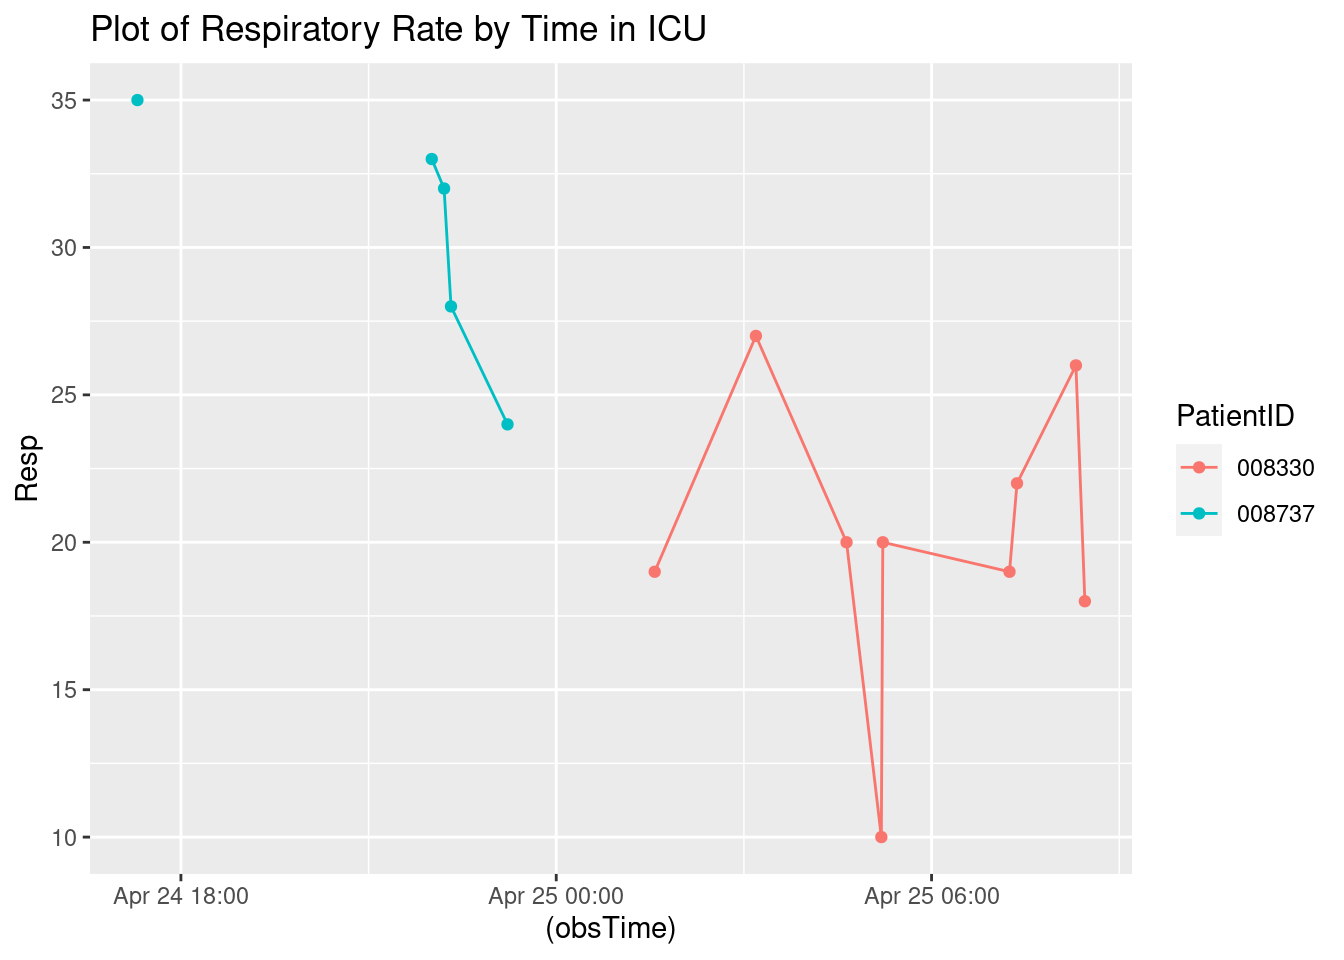 Plot of Respiratory Rate by Time in ICU
35
30
25
20
15
10
Resp
Apr 24 18:00
Apr 25 00:00
Apr 25 06:00
(obsTime)
PatientID
008330
008737